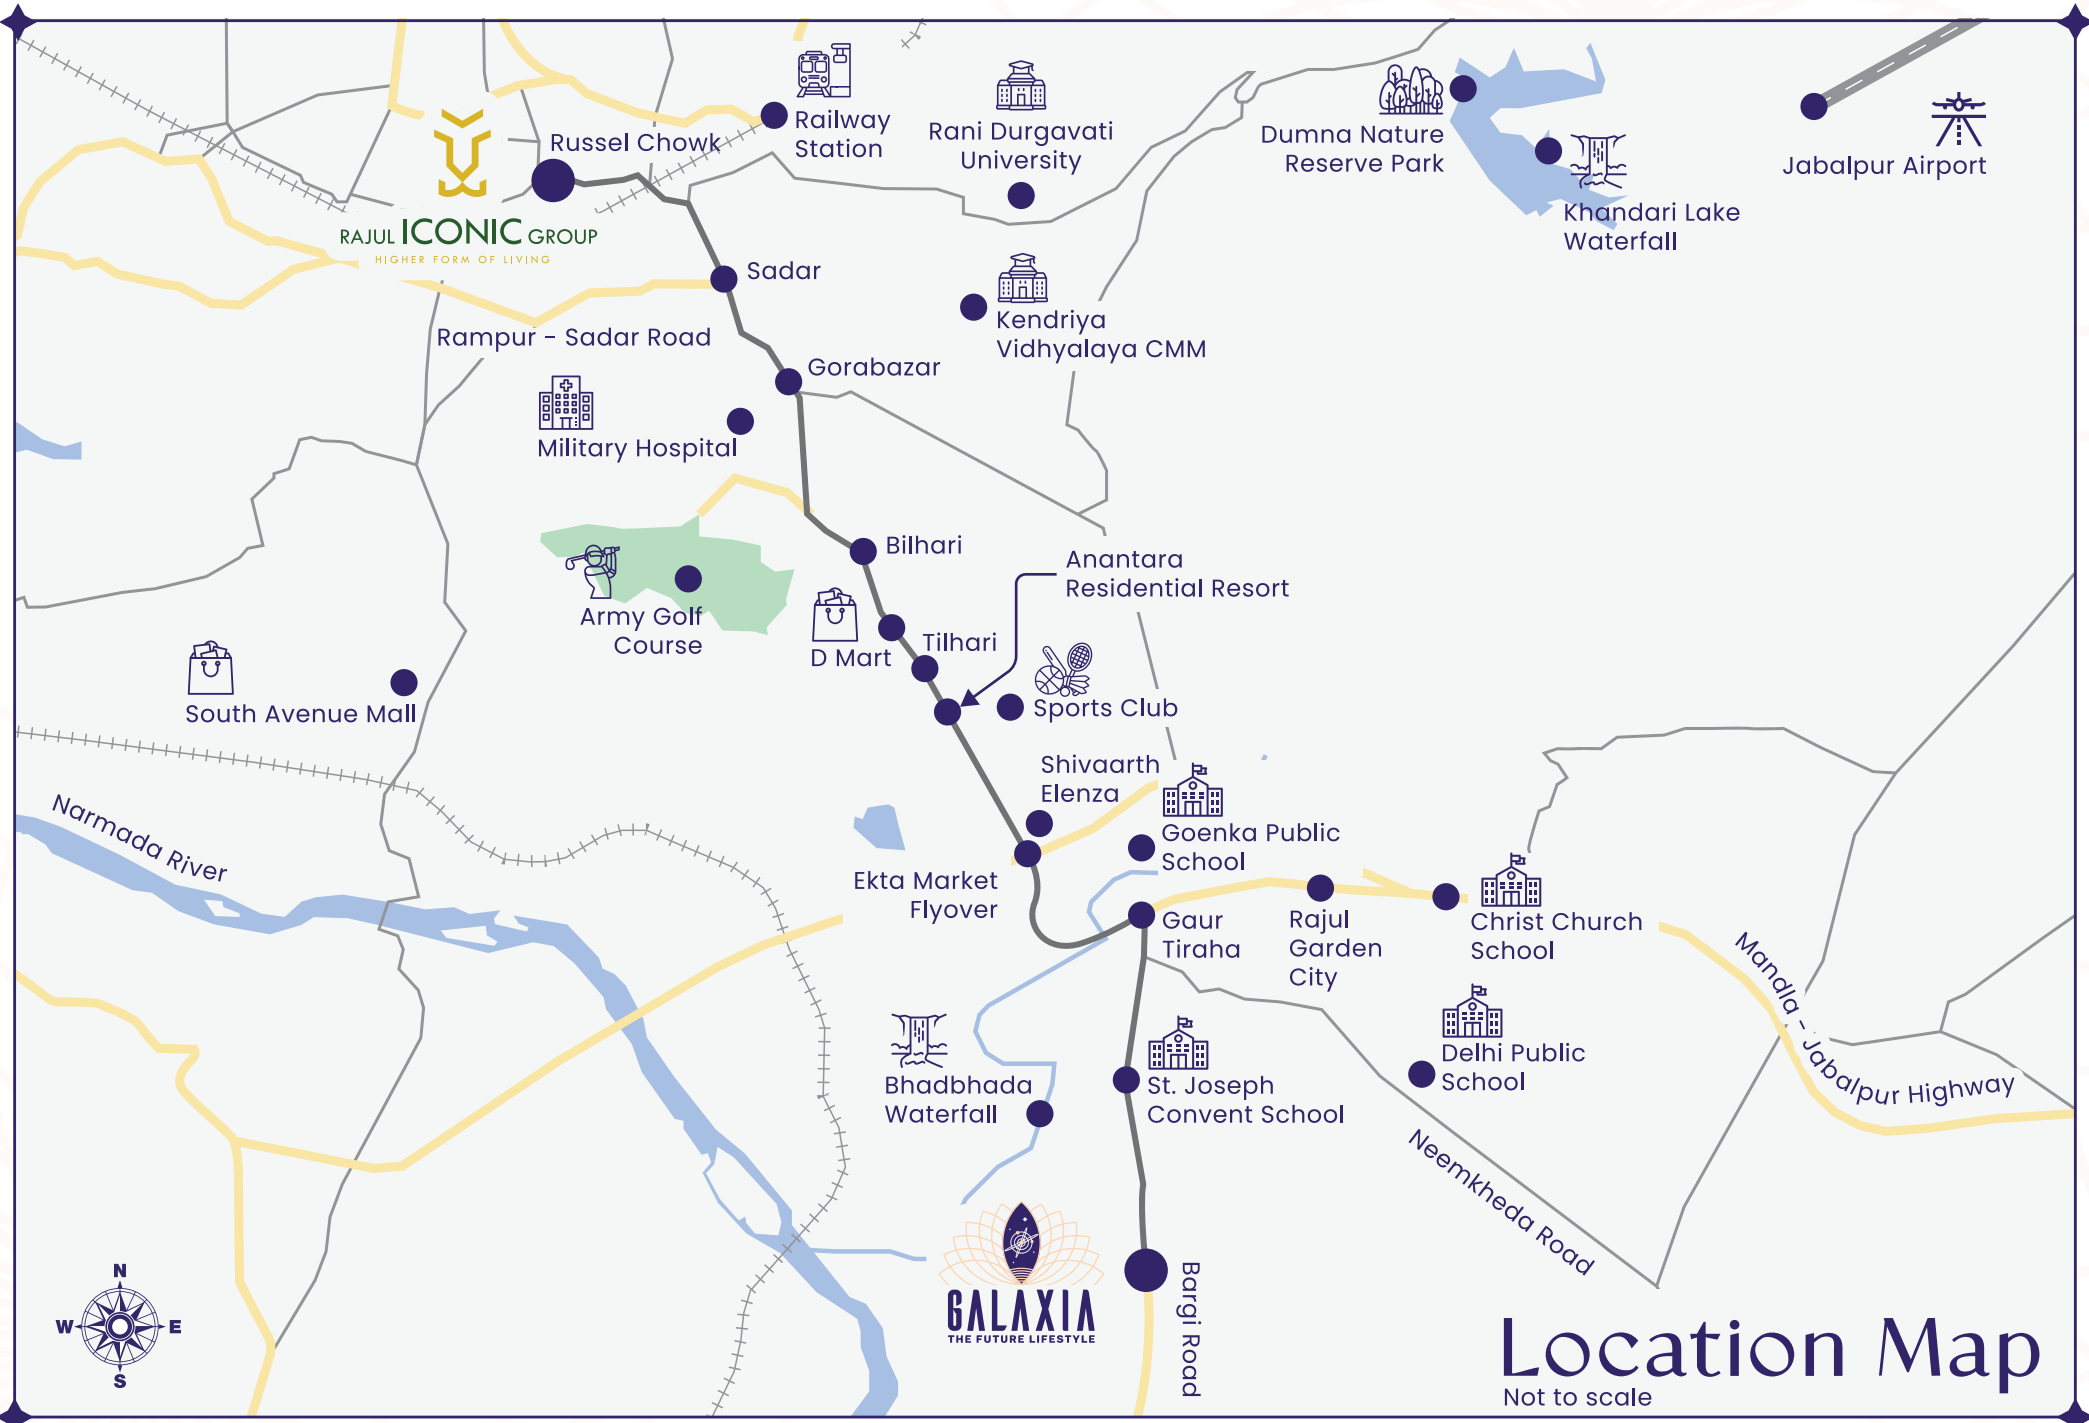 Railway
Station
Rani Durgavati
University
Dumna Nature
Reserve Park
Jabalpur Airport
Khandari Lake
Waterfall
Russel Chowk
RAJUL ICONIC GROUP
HIGHER FORM OF LIVING
Sadar
Rampur - Sadar Road
Kendriya
Vidhyalaya CMM
Gorabazar
Military Hospital
Bilhari
Anantara
Residential Resort
Army Golf
Course
D Mart
Tilhari
South Avenue Mall
Sports Club
Shivaarth
Elenza
Narmada River
Goenka Public
School
Ekta Market
Flyover
Gaur
Tiraha
Rajul
Garden
City
Christ Church
School
Mandla - Jabalpur Highway
Delhi Public
School
Bhadbhada
Waterfall
St. Joseph
Convent School
Neemkheda Road
GALAXIA
THE FUTURE LIFESTYLE
Bargi Road
N
W
E
S
Location Map
Not to scale